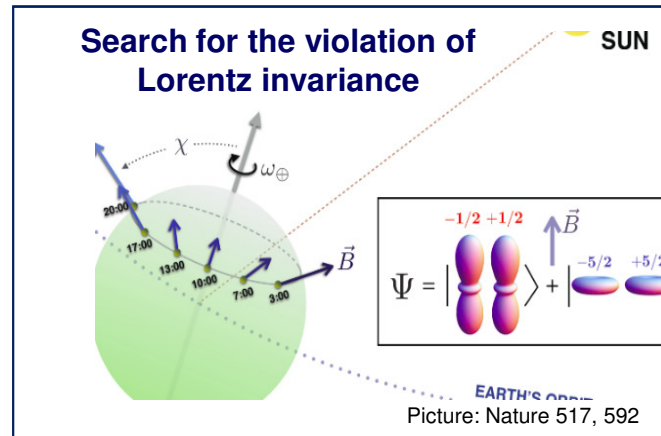 Search for the violation of
Lorentz invariance
SUN
χ
ω⊕
20:00
17:00
13:00
10:00
7:00
3:00
B⃗
−1/2 +1/2
B⃗
−5/2 +5/2
Ψ = | ⟩ + |
EARTH'S
Picture: Nature 517, 592